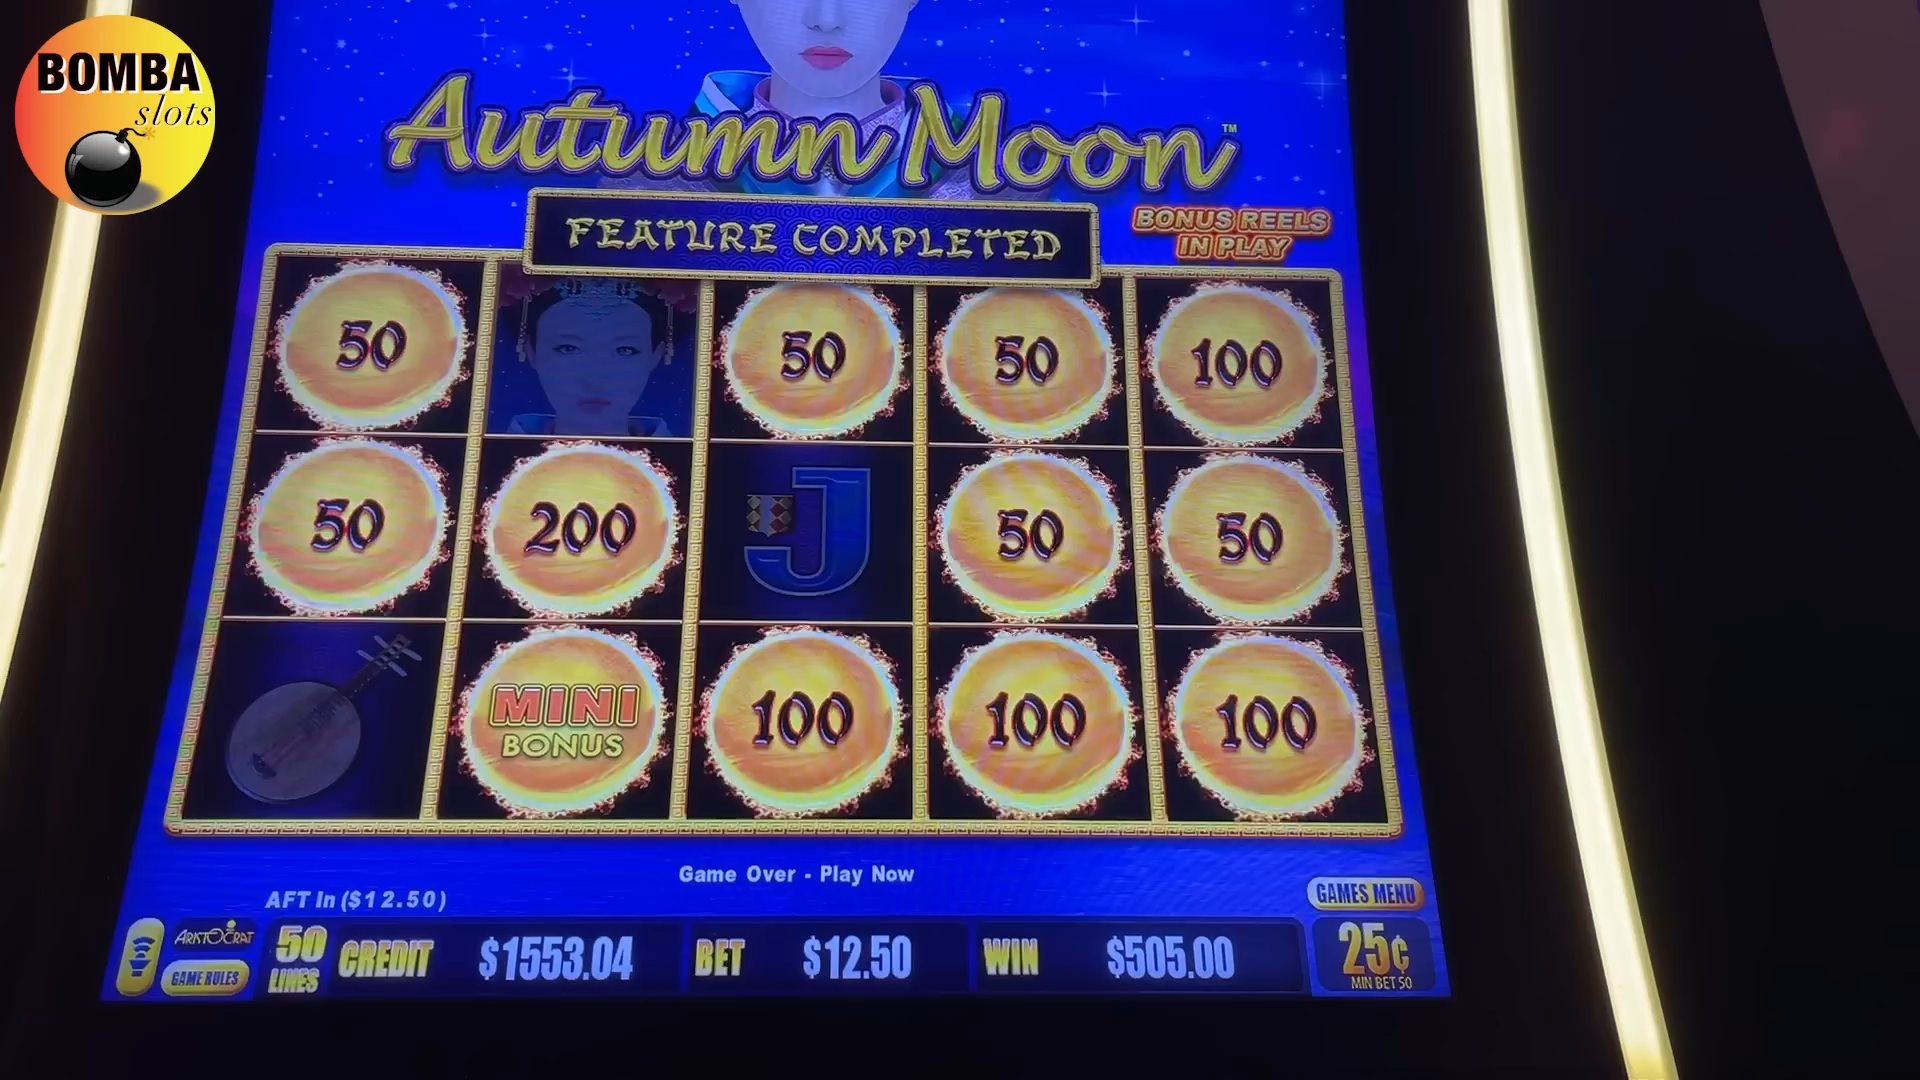 BOMBA
slots
Autumn Moon™
FEATURE COMPLETED
BONUS REELS
IN PLAY
50
50
50
100
50
200
J
50
50
MINI
BONUS
100
100
100
Game Over - Play Now
AFT In ($12.50)
GAMES MENU
ARISTOCRAT
GAME RULES
50
LINES
CREDIT $1553.04
BET $12.50
WIN $505.00
25¢
MIN BET 50